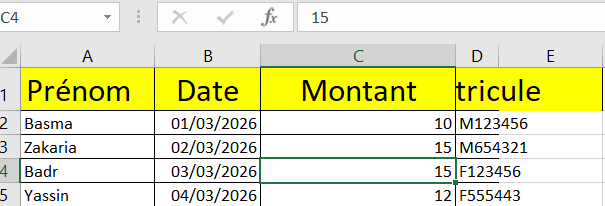 C4 fx 15
A B C D E
1 Prénom Date Montant tricule
2 Basma 01/03/2026 10 M123456
3 Zakaria 02/03/2026 15 M654321
4 Badr 03/03/2026 15 F123456
5 Yassin 04/03/2026 12 F555443